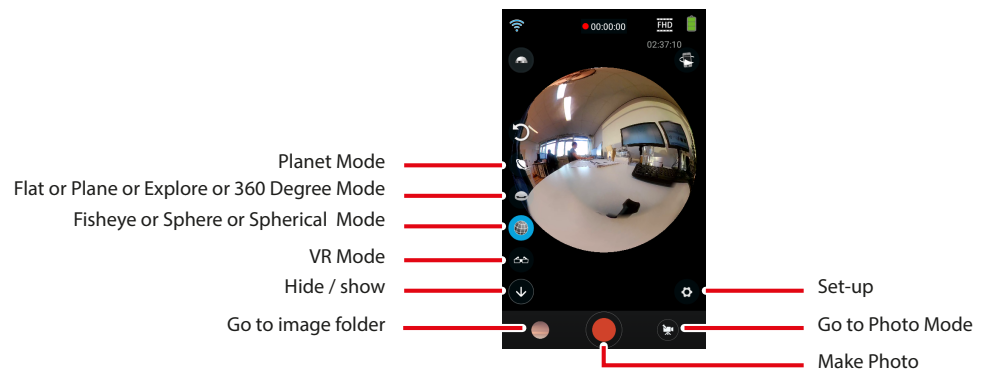 00:00:00 FHD
02:37:10
Planet Mode
Flat or Plane or Explore or 360 Degree Mode
Fisheye or Sphere or Spherical Mode
VR Mode
Hide / show
Set-up
Go to image folder
Go to Photo Mode
Make Photo